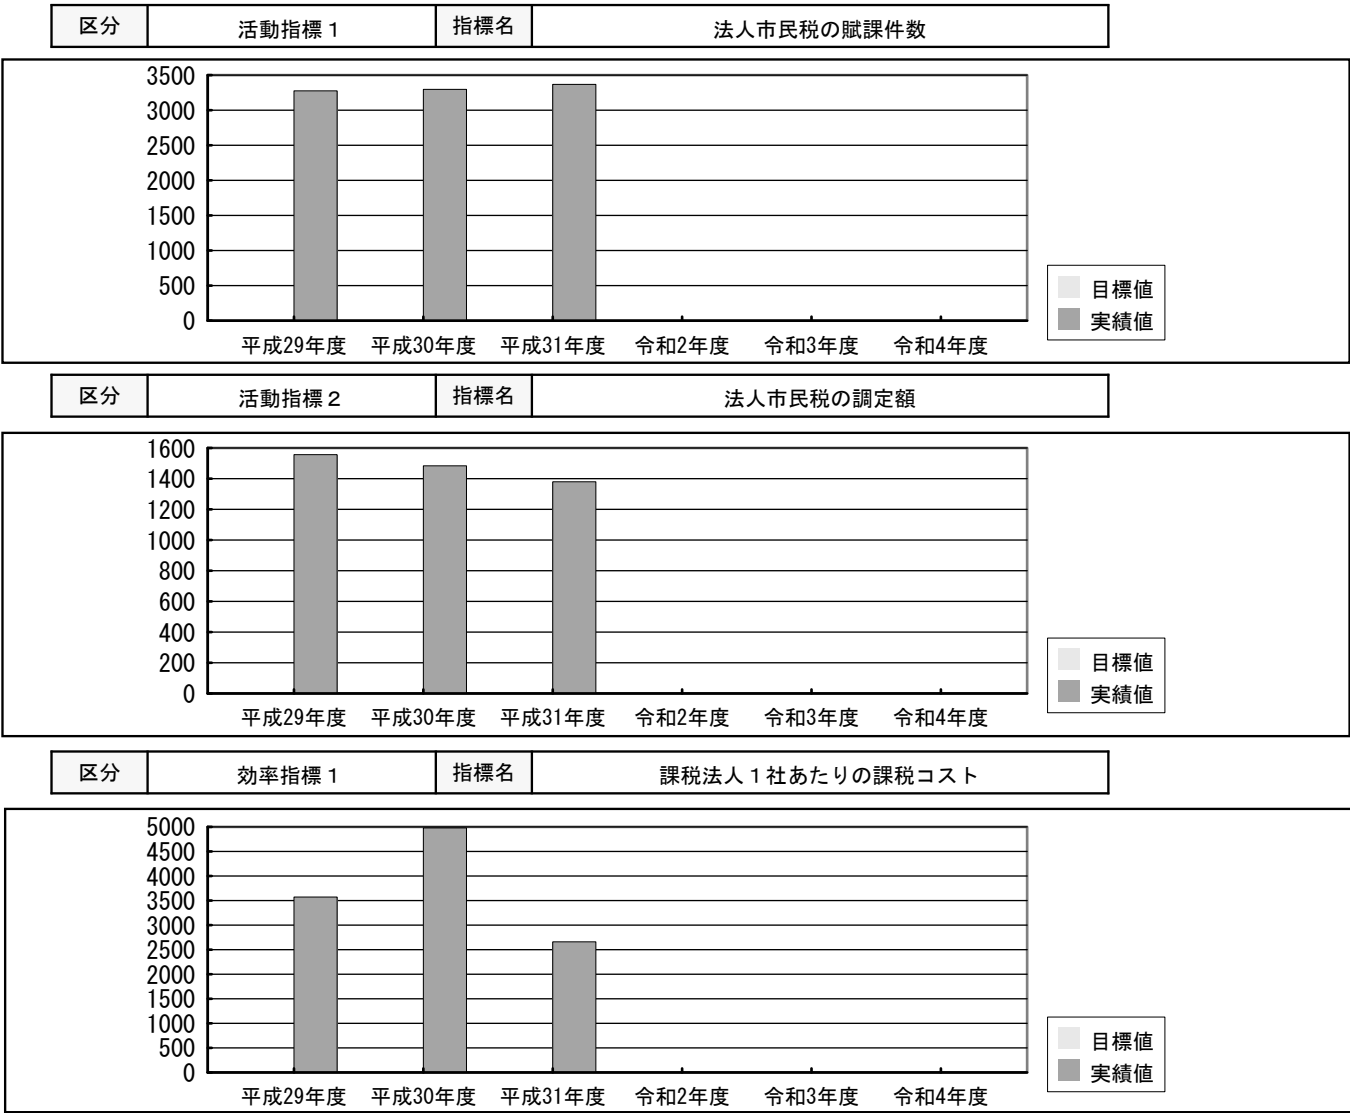 区分 活動指標１ 指標名 法人市民税の賦課件数
3500
3000
2500
2000
1500
1000
500
0
平成29年度 平成30年度 平成31年度 令和2年度 令和3年度 令和4年度
目標値
実績値
区分 活動指標２ 指標名 法人市民税の調定額
1600
1400
1200
1000
800
600
400
200
0
平成29年度 平成30年度 平成31年度 令和2年度 令和3年度 令和4年度
目標値
実績値
区分 効率指標１ 指標名 課税法人１社あたりの課税コスト
5000
4500
4000
3500
3000
2500
2000
1500
1000
500
0
平成29年度 平成30年度 平成31年度 令和2年度 令和3年度 令和4年度
目標値
実績値